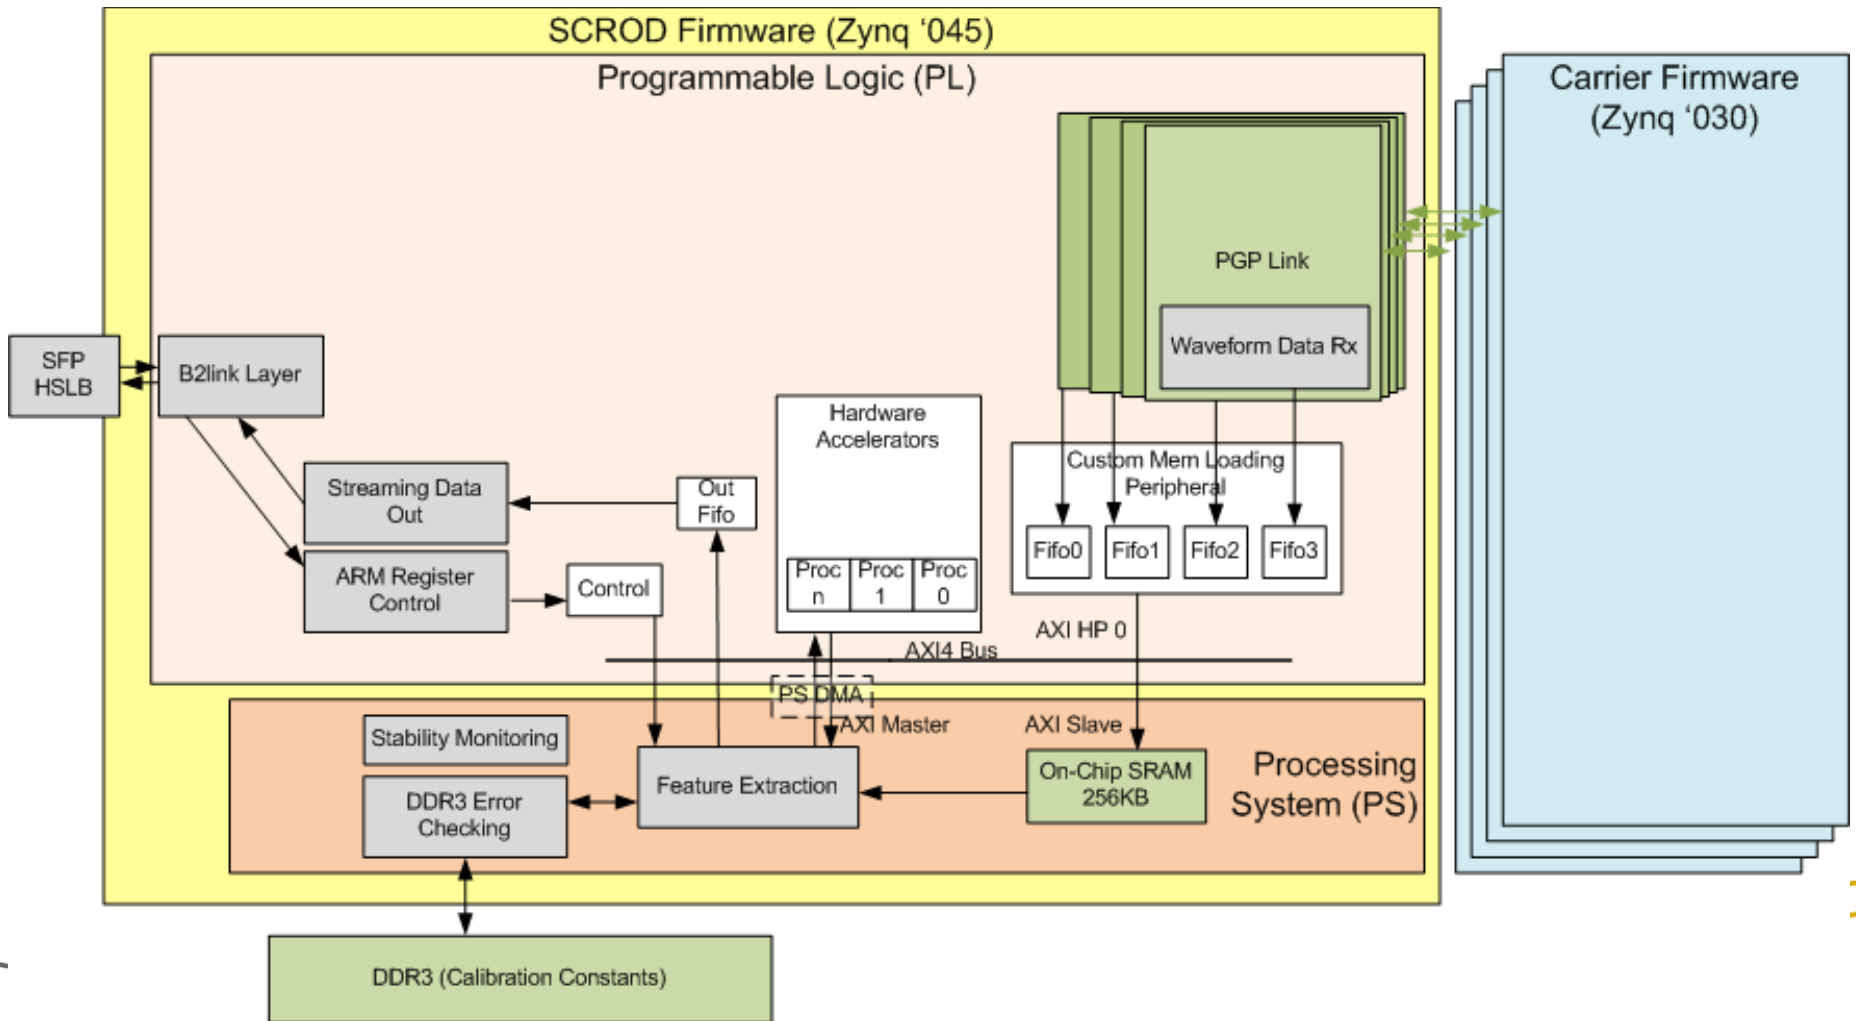 SCROD Firmware (Zynq ‘045)
Programmable Logic (PL)
Carrier Firmware
(Zynq ‘030)
PGP Link
Waveform Data Rx
SFP
HSLB
B2link Layer
Hardware
Accelerators
Custom Mem Loading
Peripheral
Streaming Data
Out
Out
Fifo
Fifo0
Fifo1
Fifo2
Fifo3
ARM Register
Control
Control
Proc
n
Proc
1
Proc
0
AXI HP 0
AXI4 Bus
PS DMA
AXI Master
AXI Slave
Stability Monitoring
Feature Extraction
On-Chip SRAM
256KB
Processing
System (PS)
DDR3 Error
Checking
DDR3 (Calibration Constants)